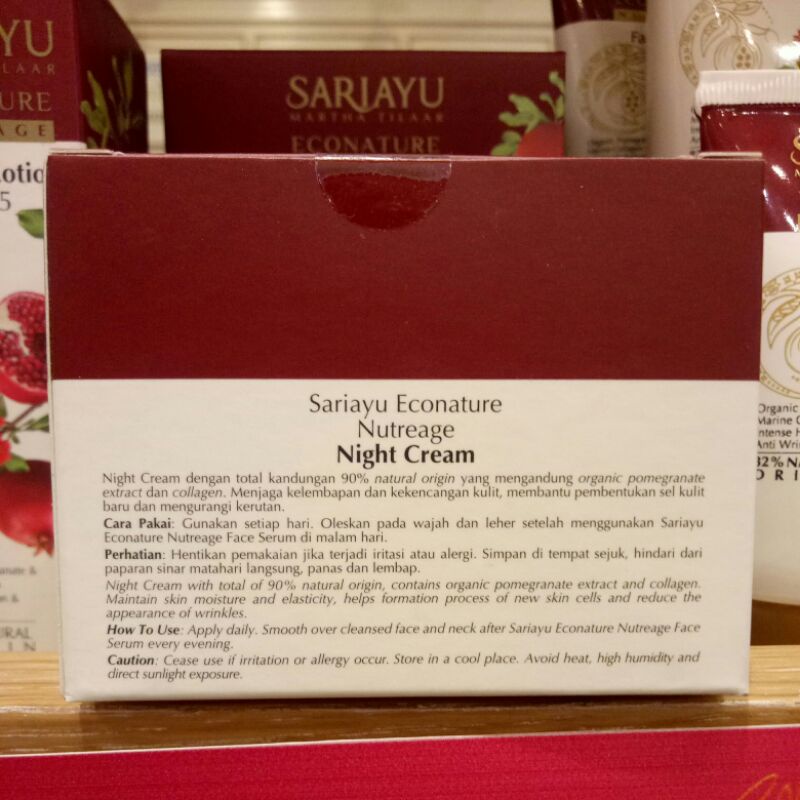 SARIAYU
MARTHA TILAAR
ECONATURE
Sariayu Econature
Nutreage
Night Cream
Night Cream dengan total kandungan 90% natural origin yang mengandung organic pomegranate
extract dan collagen. Menjaga kelembapan dan kekencangan kulit, membantu pembentukan sel kulit
baru dan mengurangi kerutan.
Cara Pakai: Gunakan setiap hari. Oleskan pada wajah dan leher setelah menggunakan Sariayu
Econature Nutreage Face Serum di malam hari.
Perhatian: Hentikan pemakaian jika terjadi iritasi atau alergi. Simpan di tempat sejuk, hindari dari
paparan sinar matahari langsung, panas dan lembap.
Night Cream with total of 90% natural origin, contains organic pomegranate extract and collagen.
Maintain skin moisture and elasticity, helps formation process of new skin cells and reduce the
appearance of wrinkles.
How To Use: Apply daily. Smooth over cleansed face and neck after Sariayu Econature Nutreage Face
Serum every evening.
Caution: Cease use if irritation or allergy occur. Store in a cool place. Avoid heat, high humidity and
direct sunlight exposure.
Organic
Marine